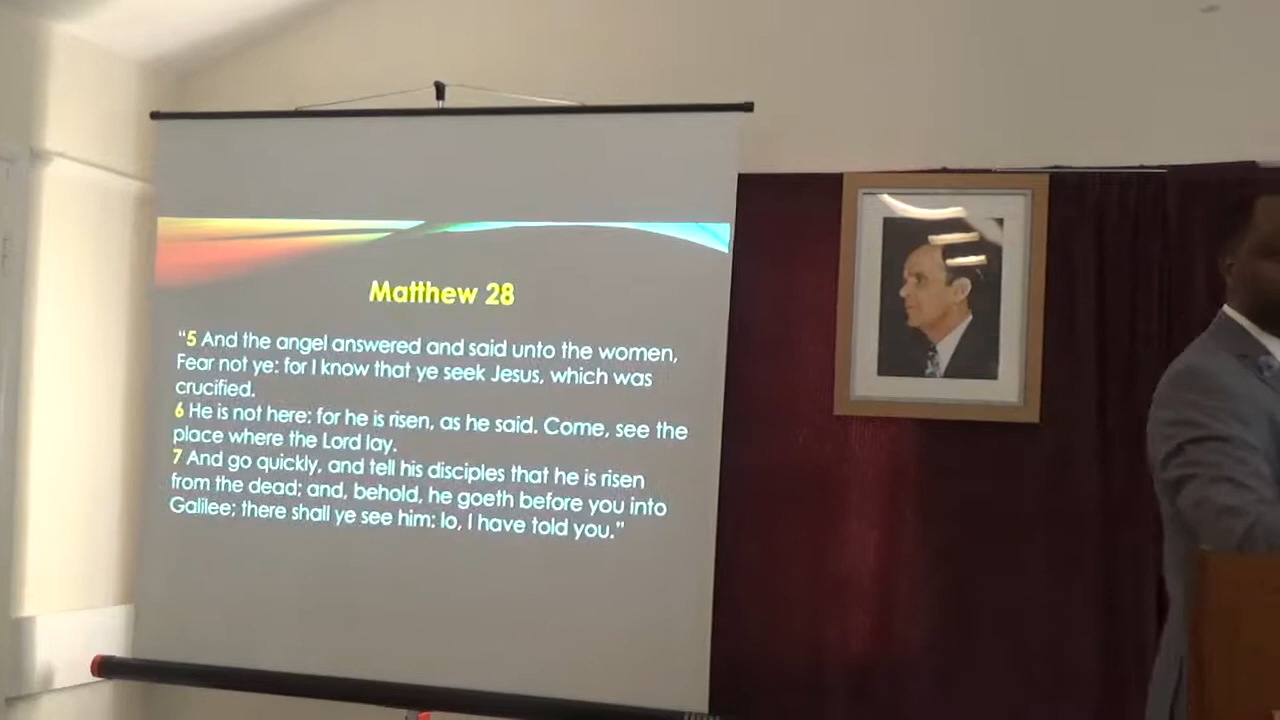 Matthew 28
“5 And the angel answered and said unto the women,
Fear not ye: for I know that ye seek Jesus, which was
crucified.
6 He is not here: for he is risen, as he said. Come, see the
place where the Lord lay.
7 And go quickly, and tell his disciples that he is risen
from the dead; and, behold, he goeth before you into
Galilee; there shall ye see him: lo, I have told you.”